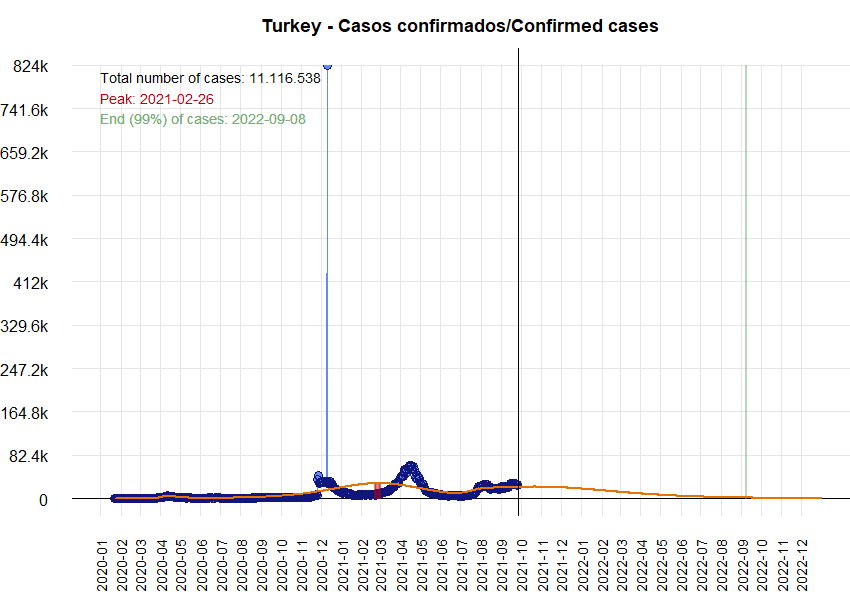 Turkey - Casos confirmados/Confirmed cases
824k
Total number of cases: 11.116.538
Peak: 2021-02-26
741.6k
End (99%) of cases: 2022-09-08
659.2k
576.8k
494.4k
412k
329.6k
247.2k
164.8k
82.4k
0
2020-01
2020-02
2020-03
2020-04
2020-05
2020-06
2020-07
2020-08
2020-09
2020-10
2020-11
2020-12
2021-01
2021-02
2021-03
2021-04
2021-05
2021-06
2021-07
2021-08
2021-09
2021-10
2021-11
2021-12
2022-01
2022-02
2022-03
2022-04
2022-05
2022-06
2022-07
2022-08
2022-09
2022-10
2022-11
2022-12